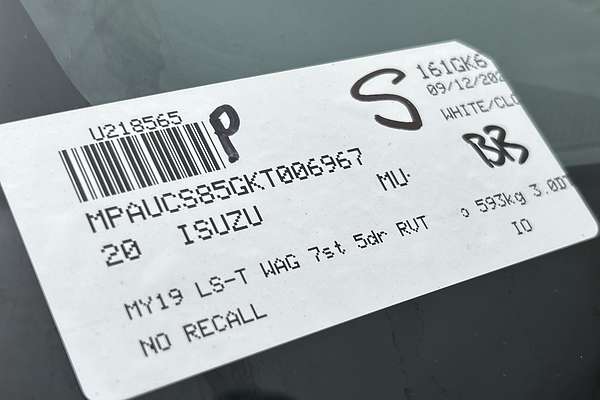 U218565
P
S
161GK6
09/12/202
WHITE/CLO
BR
MPAUCS85GKT006967
20 ISUZU MU-
MY19 LS-T WAG 7st 5dr RVT 593kg 3.0DT
NO RECALL
IO